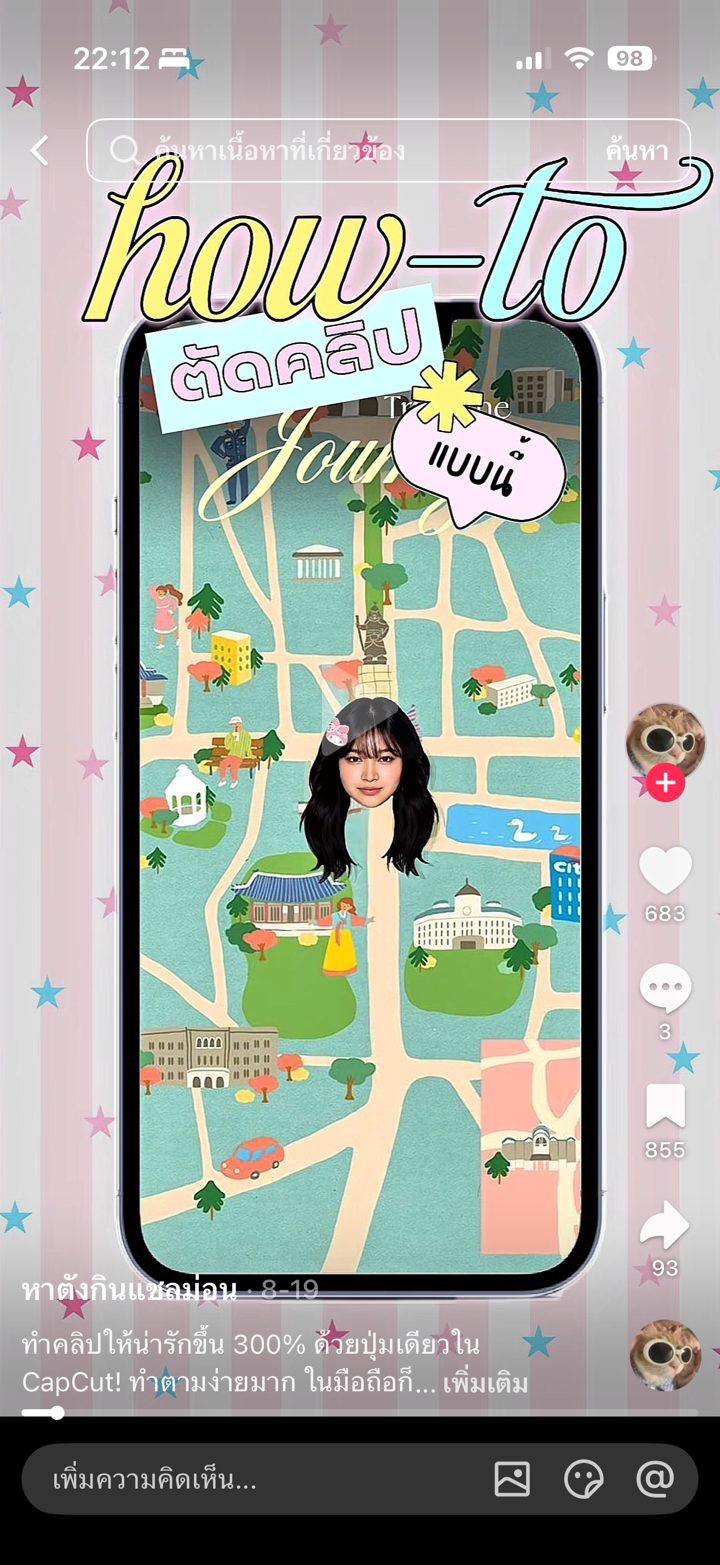 22:12
98
ค้นหาเนื้อหาที่เกี่ยวข้อง
ค้นหา
how-to
ตัดคลิป
แบบนี้
683
3
855
93
หาตังกินแซลม่อน · 8-19
ทำคลิปให้น่ารักขึ้น 300% ด้วยปุ่มเดียวใน
CapCut! ทำตามง่ายมาก ในมือถือก็... เพิ่มเติม
เพิ่มความคิดเห็น...